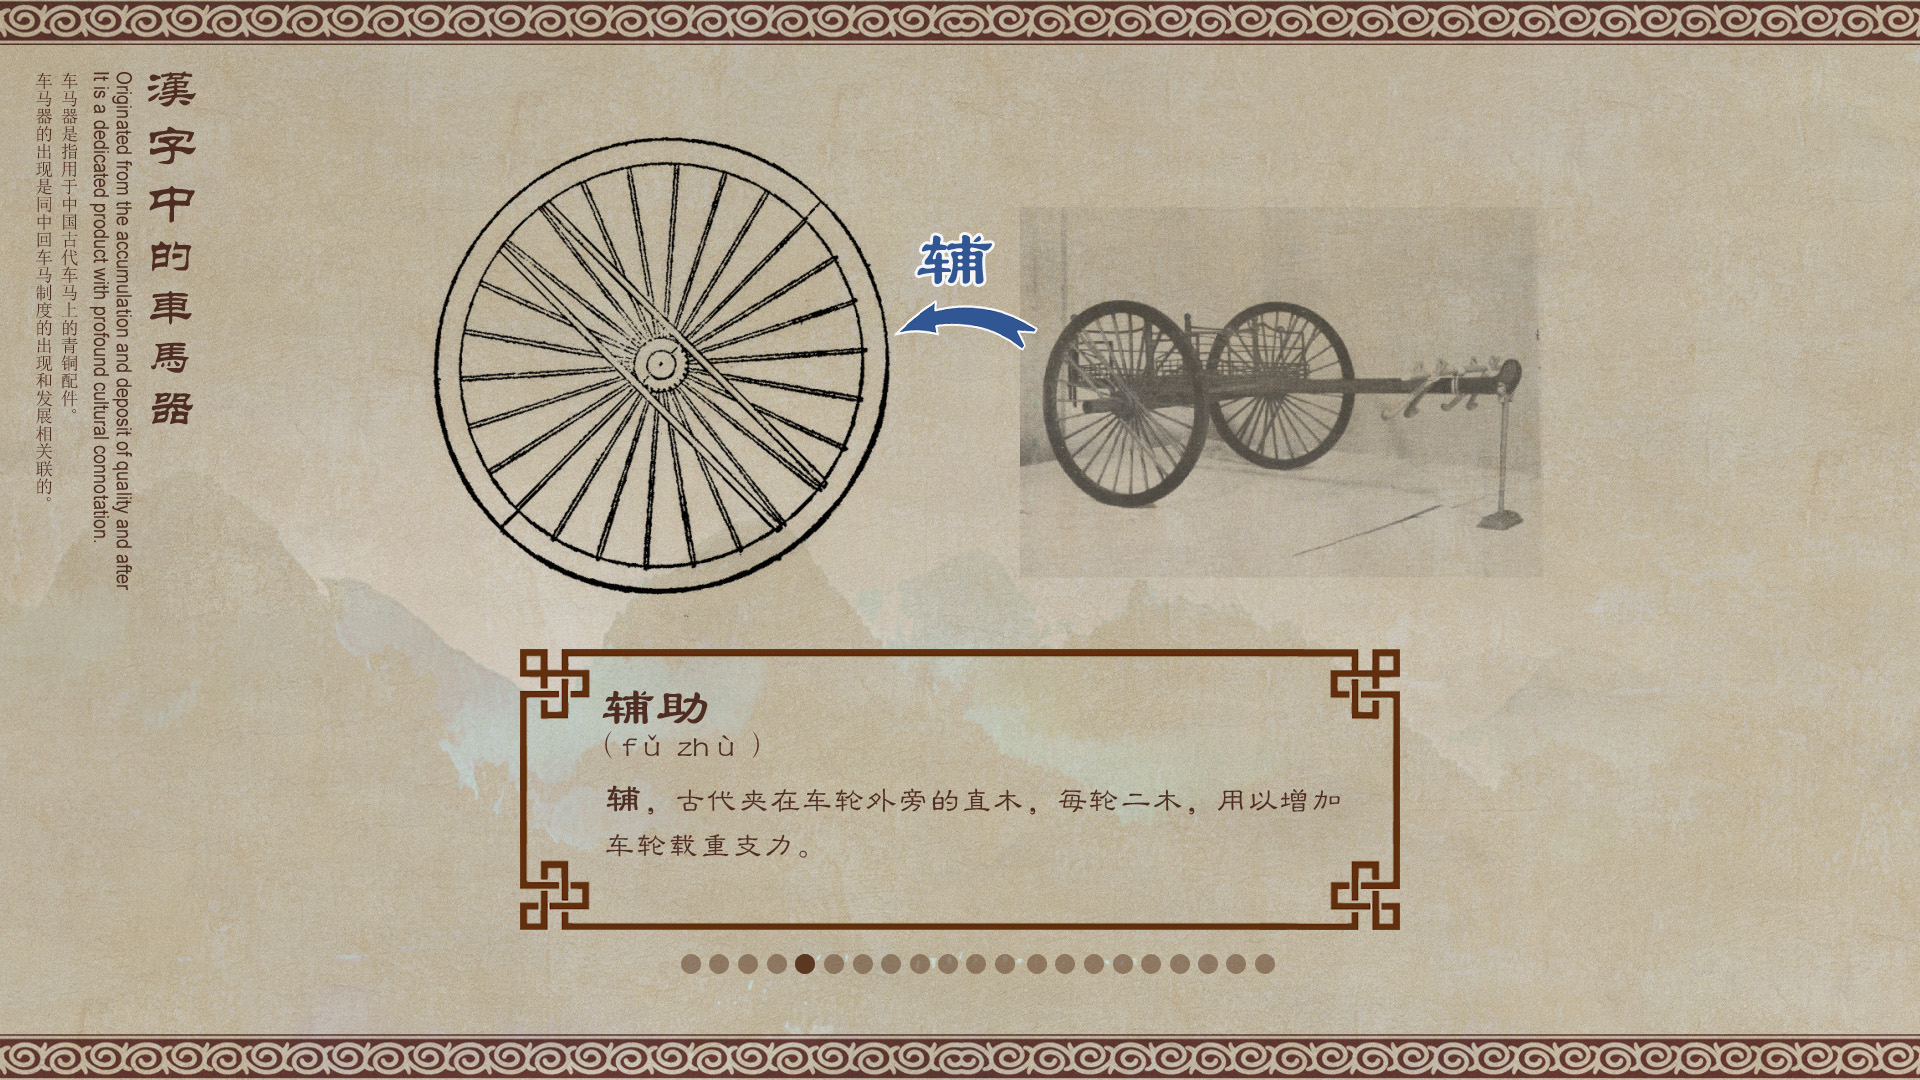 漢字中的車馬器
Originated from the accumulation and deposit of quality and after
It is a dedicated product with profound cultural connotation.
车马器是指用于中国古代车马上的青铜配件。
车马器的出现是同中回车马制度的出现和发展相关联的。
辅
辅助
(fǔ zhù)
辅，古代夹在车轮外旁的直木，每轮二木，用以增加
车轮载重支力。